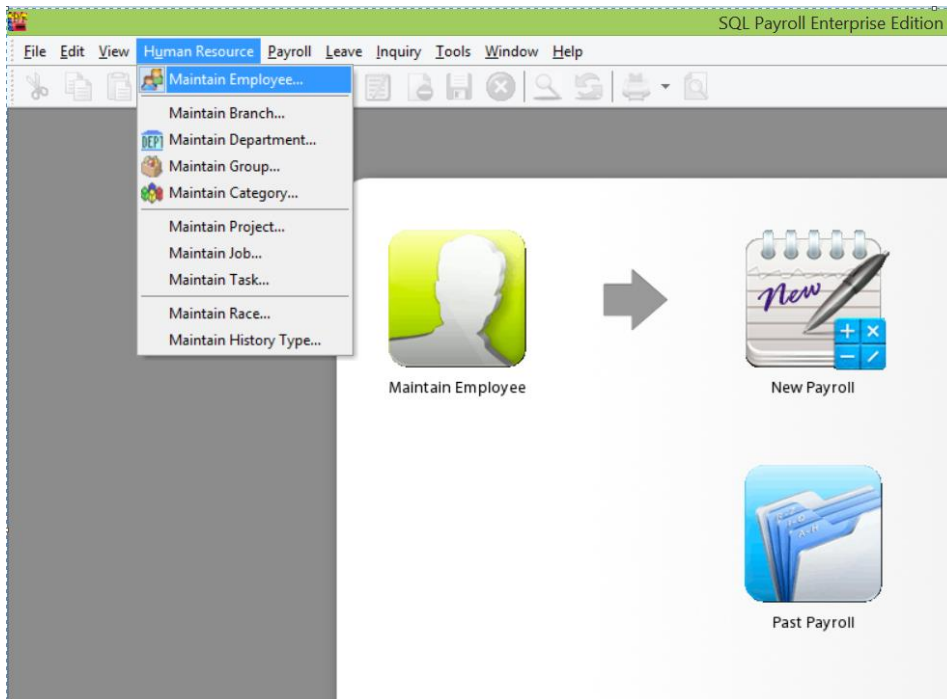 SQL Payroll Enterprise Edition
File Edit View Human Resource Payroll Leave Inquiry Tools Window Help
Maintain Employee...
Maintain Branch...
DEPT Maintain Department...
Maintain Group...
Maintain Category...
Maintain Project...
Maintain Job...
Maintain Task...
Maintain Race...
Maintain History Type...
New
Maintain Employee
New Payroll
Past Payroll